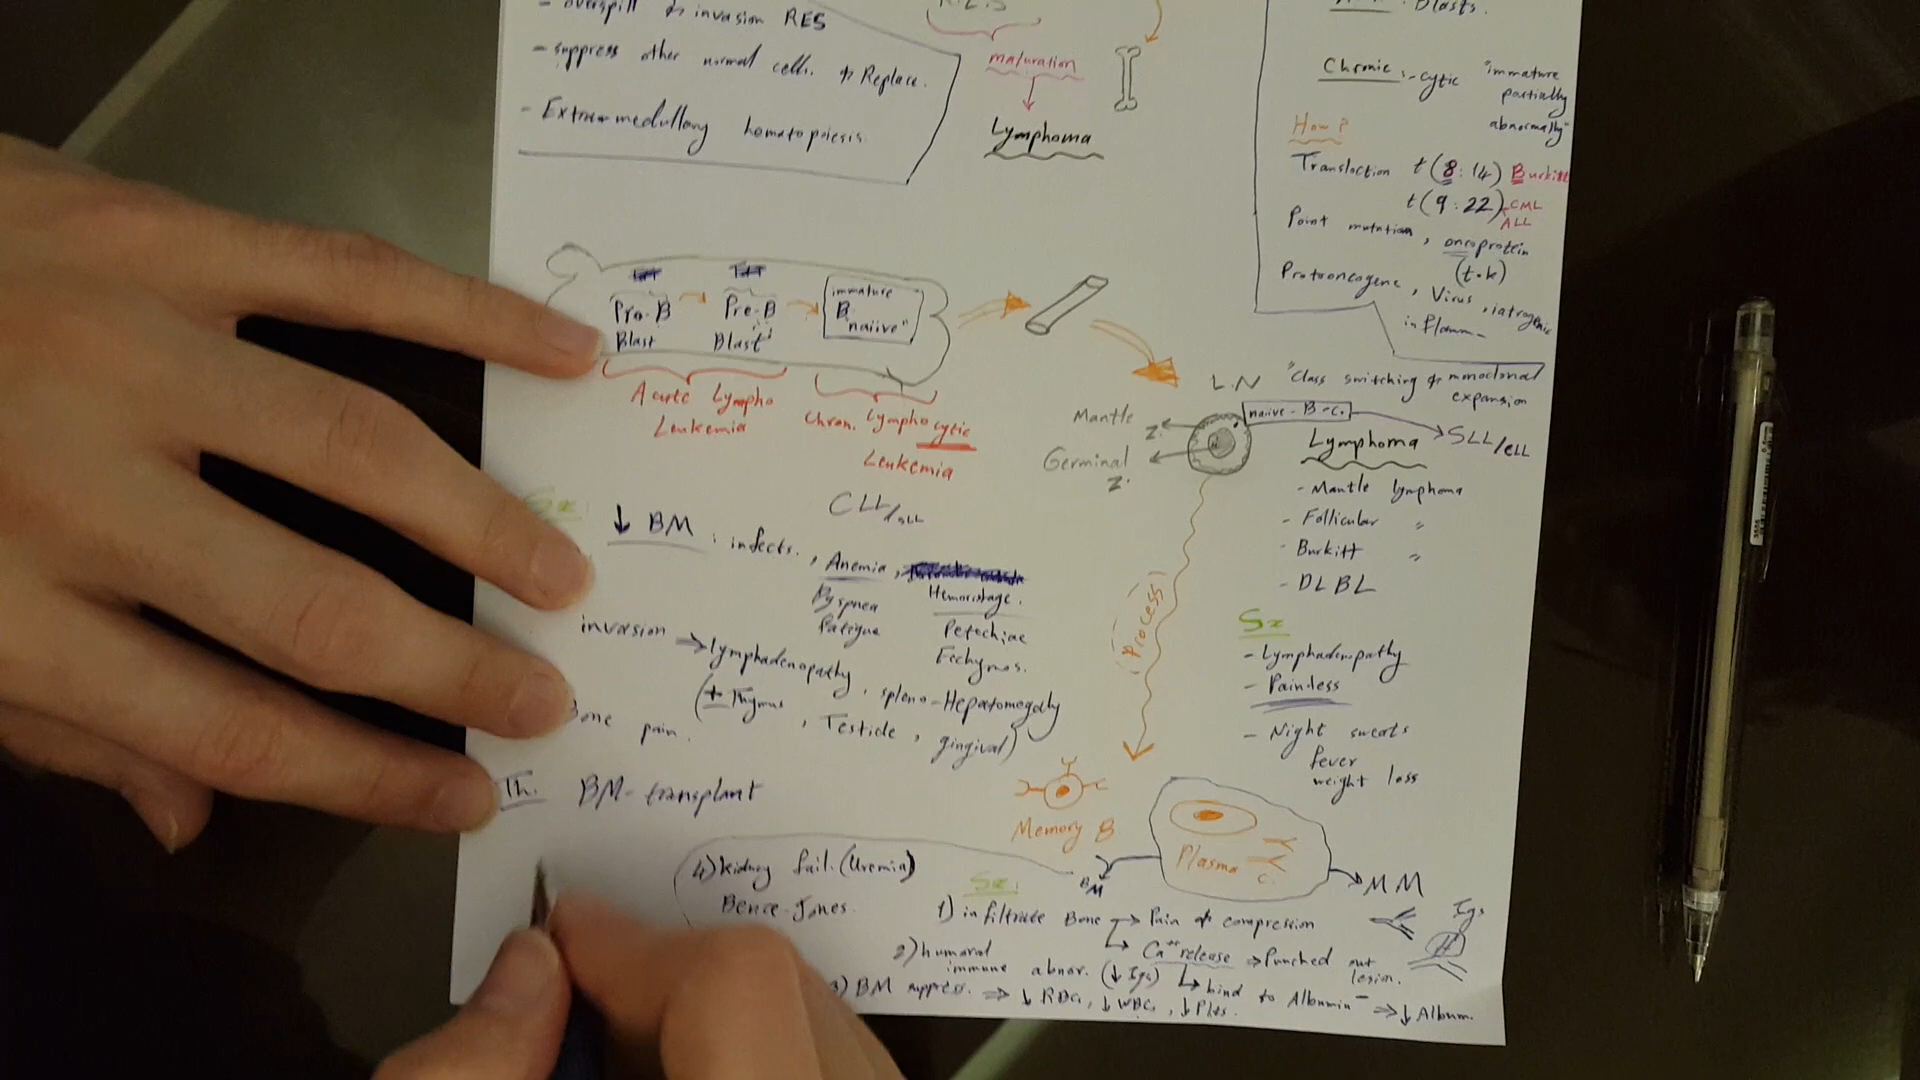 - overspill & invasion RES
- suppress other normal cells. & Replace.
- Extramedullary hematopoiesis.
R.E.S
maturation
Lymphoma
Blasts.
Chronic :- cytic "immature
partially
abnormally"
How?
Transloction t(8:14) Burkitt
t(9:22) CML
ALL
Point mutation, oncoprotein
(t.k)
Protooncogene, Virus, iatrogenic
inflamm-
Pro-B
Blast
Pre-B
Blast
immature
B
"naiive"
Acute Lympho
Leukemia
Chron. Lymphocytic
Leukemia
CLL/SLL
L.N "Class switching & monoclonal
expansion
naiive-B-C.
SLL/CLL
Mantle
Z.
Germinal
Z.
Lymphoma
- Mantle lymphoma
- Follicular "
- Burkitt "
- DLBL
Sx
- Lymphadenopathy
- Painless
- Night sweats
fever
weight loss
Sx:
↓ BM : infects., Anemia,
Dyspnea
Fatigue
Hemorrhage.
Petechiae
Ecchymos.
invasion ⇒ lymphadenopathy, spleno-Hepatomegaly
(± Thymus, Testicle, gingival)
Bone pain.
Th. BM-transplant
(Process)
Memory B
Plasma
C.
BM
MM
Igs
Sx:
1) infiltrate Bone → Pain & compression
→ Ca++ release ⇒ Punched out
lesion.
↳ bind to Albumin- ⇒ ↓ Album.
2) humoral
immune abnor. (↓ Igs)
3) BM suppress. ⇒ ↓ RBCs, ↓ WBCs, ↓ Plts.
4) kidney fail. (Uremia)
Bence-Jones.